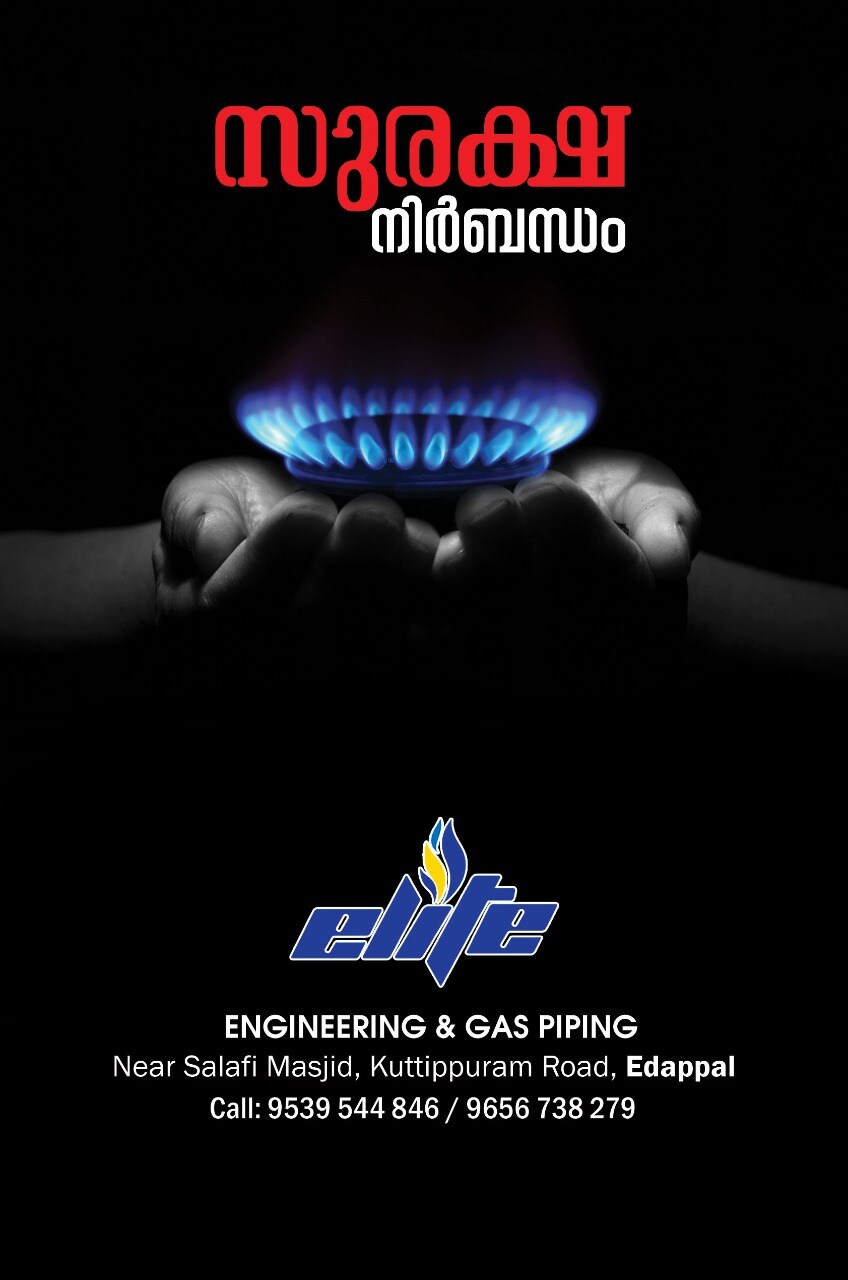 സുരക്ഷ
നിർബന്ധം
elite
ENGINEERING & GAS PIPING
Near Salafi Masjid, Kuttippuram Road, Edappal
Call: 9539 544 846 / 9656 738 279